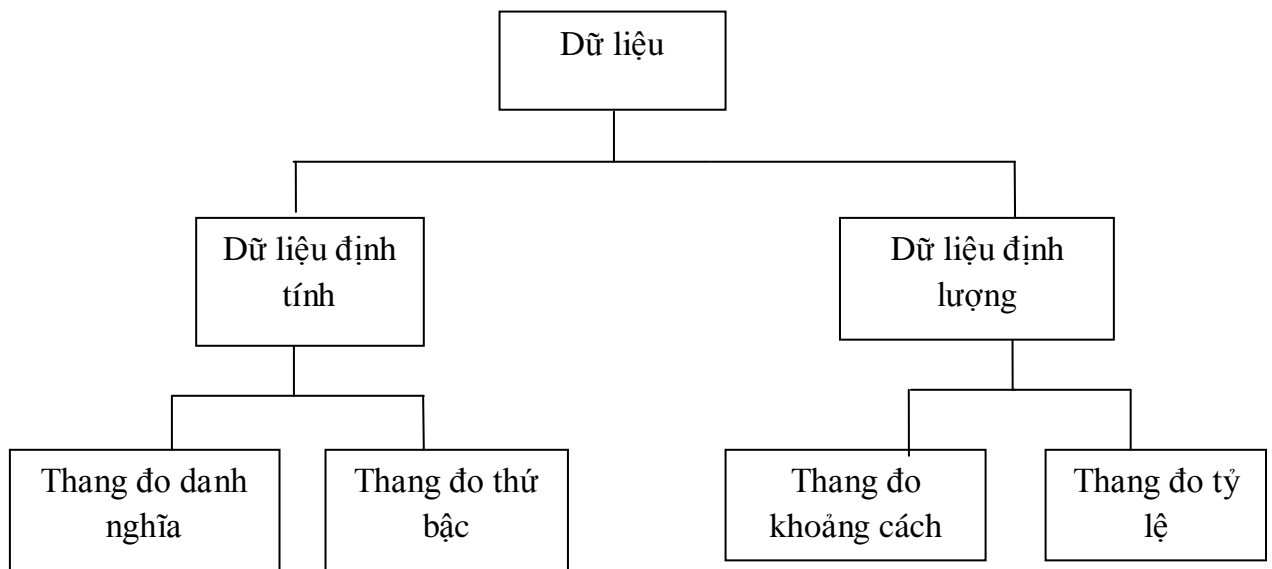 Dữ liệu
Dữ liệu định
tính
Dữ liệu định
lượng
Thang đo danh
nghĩa
Thang đo thứ
bậc
Thang đo
khoảng cách
Thang đo tỷ
lệ